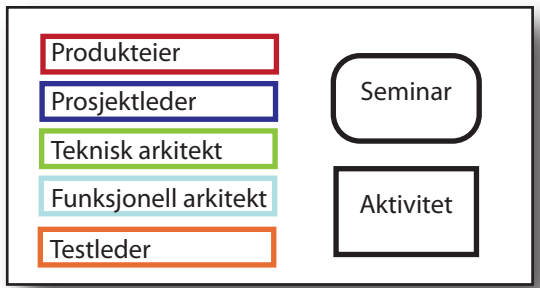 Produkteier
Prosjektleder
Teknisk arkitekt
Funksjonell arkitekt
Testleder
Seminar
Aktivitet